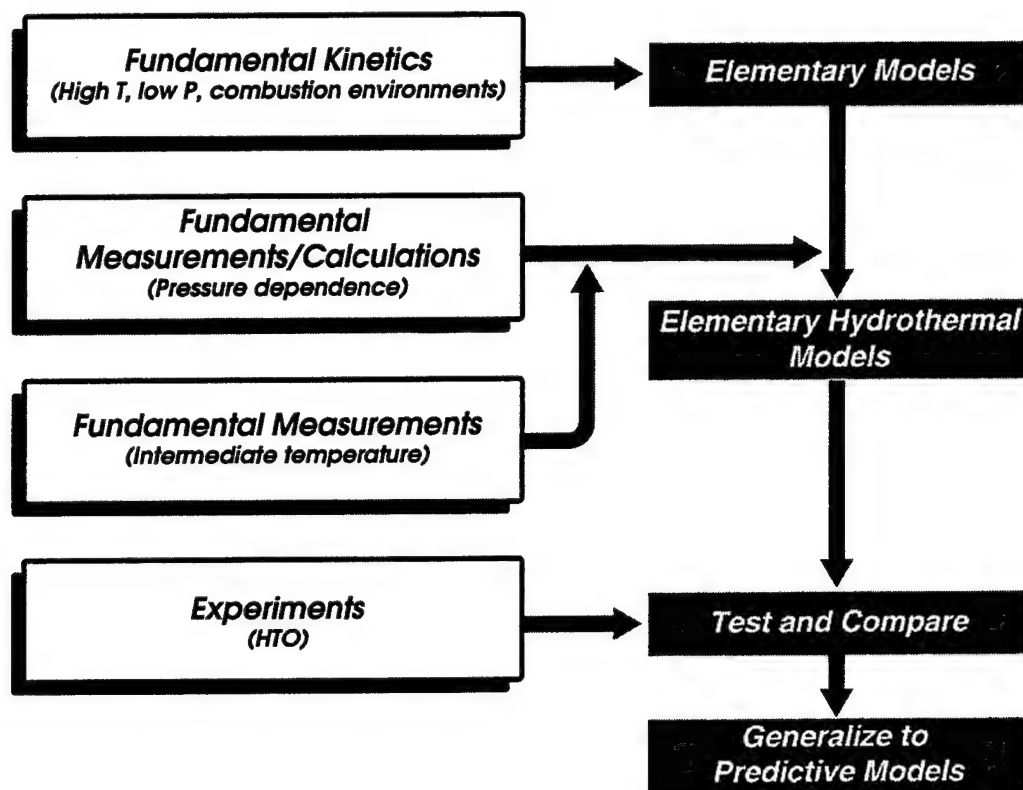 Fundamental Kinetics
(High T, low P, combustion environments)
Elementary Models
Fundamental
Measurements/Calculations
(Pressure dependence)
Elementary Hydrothermal
Models
Fundamental Measurements
(Intermediate temperature)
Experiments
(HTO)
Test and Compare
Generalize to
Predictive Models